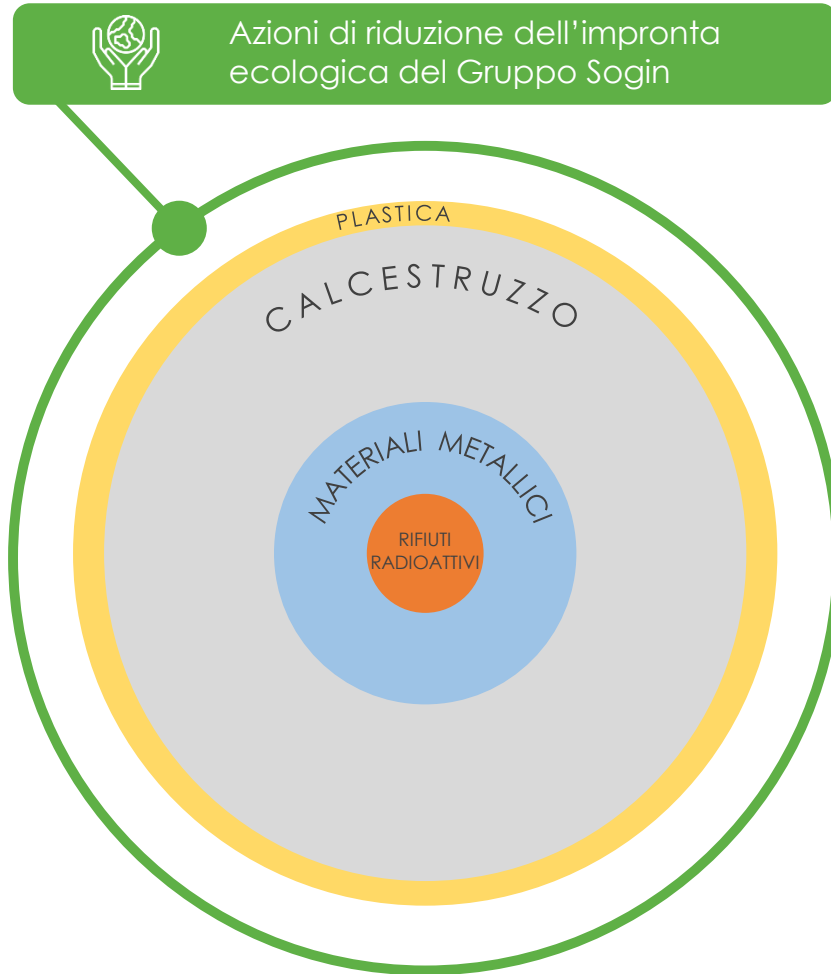 Azioni di riduzione dell’impronta
ecologica del Gruppo Sogin
PLASTICA
CALCESTRUZZO
MATERIALI METALLICI
RIFIUTI
RADIOATTIVI